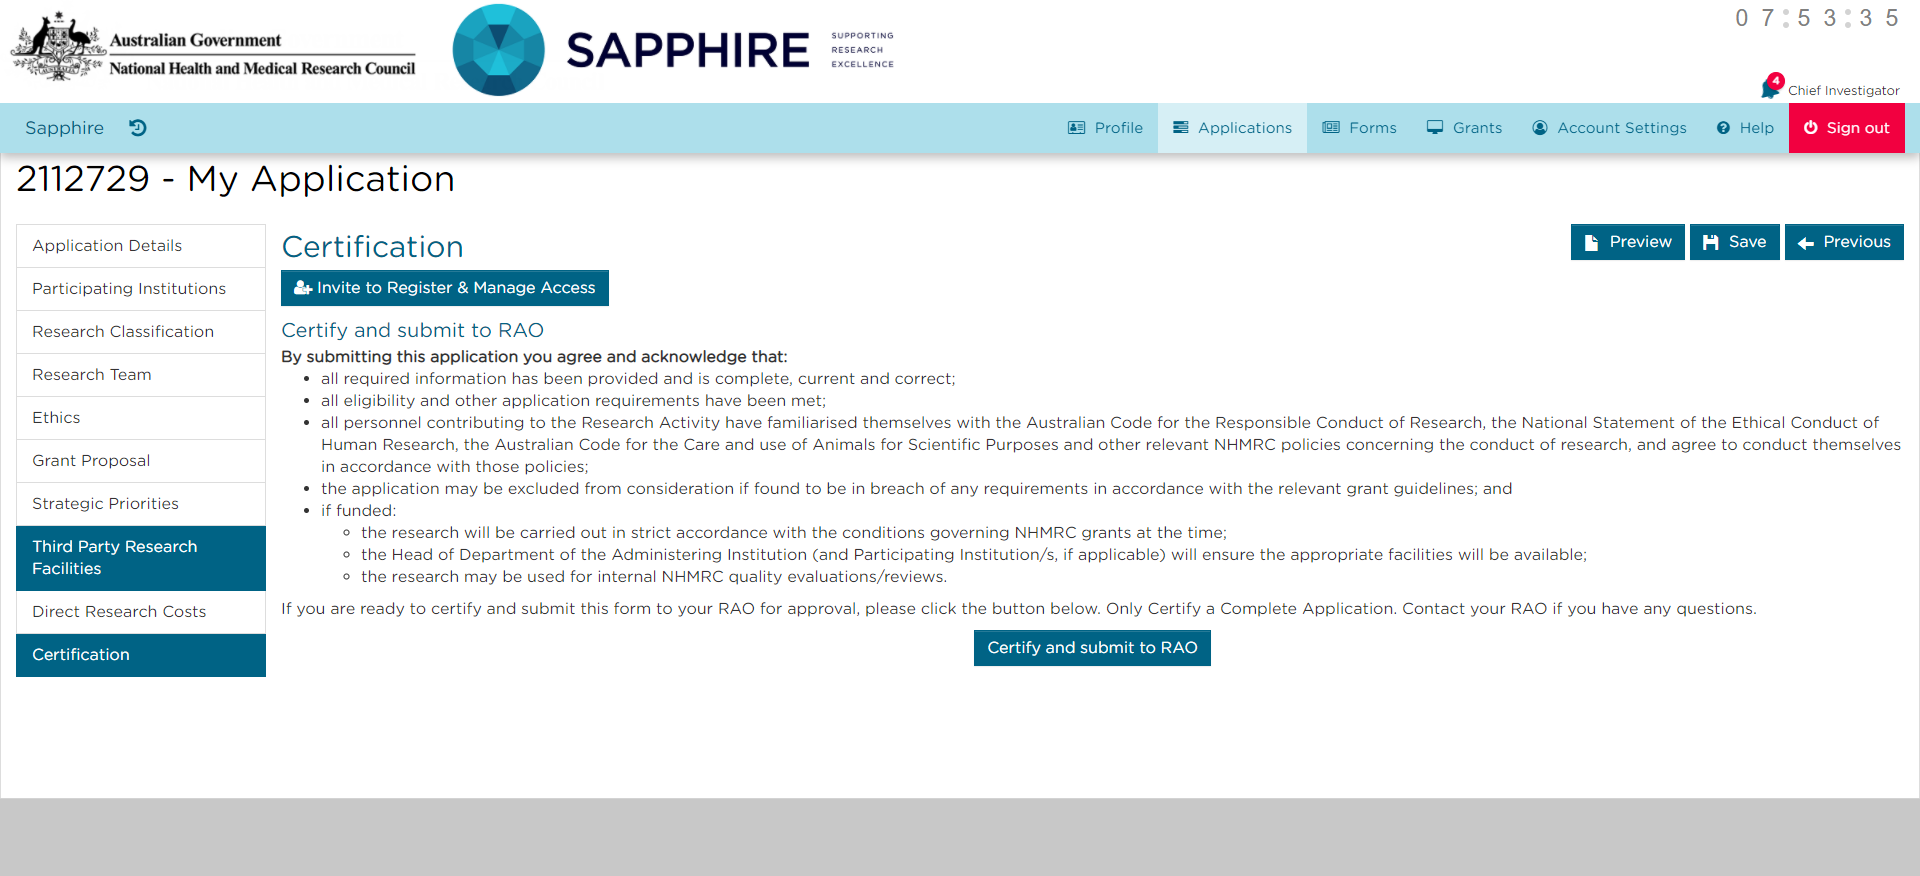 Australian Government
National Health and Medical Research Council
SAPPHIRE
SUPPORTING
RESEARCH
EXCELLENCE
07:53:35
4
Chief Investigator
Sapphire
Profile
Applications
Forms
Grants
Account Settings
Help
Sign out
2112729 - My Application
Application Details
Participating Institutions
Research Classification
Research Team
Ethics
Grant Proposal
Strategic Priorities
Third Party Research
Facilities
Direct Research Costs
Certification
Certification
Preview
Save
Previous
Invite to Register & Manage Access
Certify and submit to RAO
By submitting this application you agree and acknowledge that:
• all required information has been provided and is complete, current and correct;
• all eligibility and other application requirements have been met;
• all personnel contributing to the Research Activity have familiarised themselves with the Australian Code for the Responsible Conduct of Research, the National Statement of the Ethical Conduct of
Human Research, the Australian Code for the Care and use of Animals for Scientific Purposes and other relevant NHMRC policies concerning the conduct of research, and agree to conduct themselves
in accordance with those policies;
• the application may be excluded from consideration if found to be in breach of any requirements in accordance with the relevant grant guidelines; and
• if funded:
◦ the research will be carried out in strict accordance with the conditions governing NHMRC grants at the time;
◦ the Head of Department of the Administering Institution (and Participating Institution/s, if applicable) will ensure the appropriate facilities will be available;
◦ the research may be used for internal NHMRC quality evaluations/reviews.
If you are ready to certify and submit this form to your RAO for approval, please click the button below. Only Certify a Complete Application. Contact your RAO if you have any questions.
Certify and submit to RAO